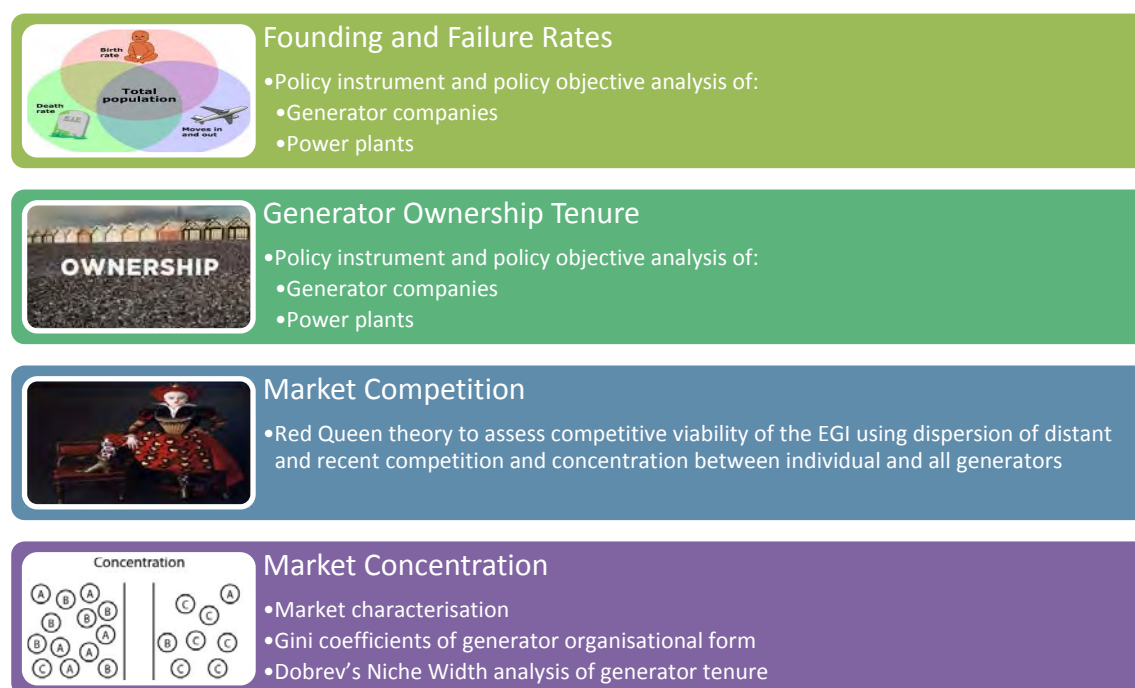 Founding and Failure Rates
•Policy instrument and policy objective analysis of:
•Generator companies
•Power plants
Birth
rate
Total
population
Death
rate
R.I.P.
Moves in
and out
Generator Ownership Tenure
•Policy instrument and policy objective analysis of:
•Generator companies
•Power plants
OWNERSHIP
Market Competition
•Red Queen theory to assess competitive viability of the EGI using dispersion of distant
and recent competition and concentration between individual and all generators
Market Concentration
•Market characterisation
•Gini coefficients of generator organisational form
•Dobrev's Niche Width analysis of generator tenure
Concentration
A B A C A
B B B C
B A A B C C
C A B C C